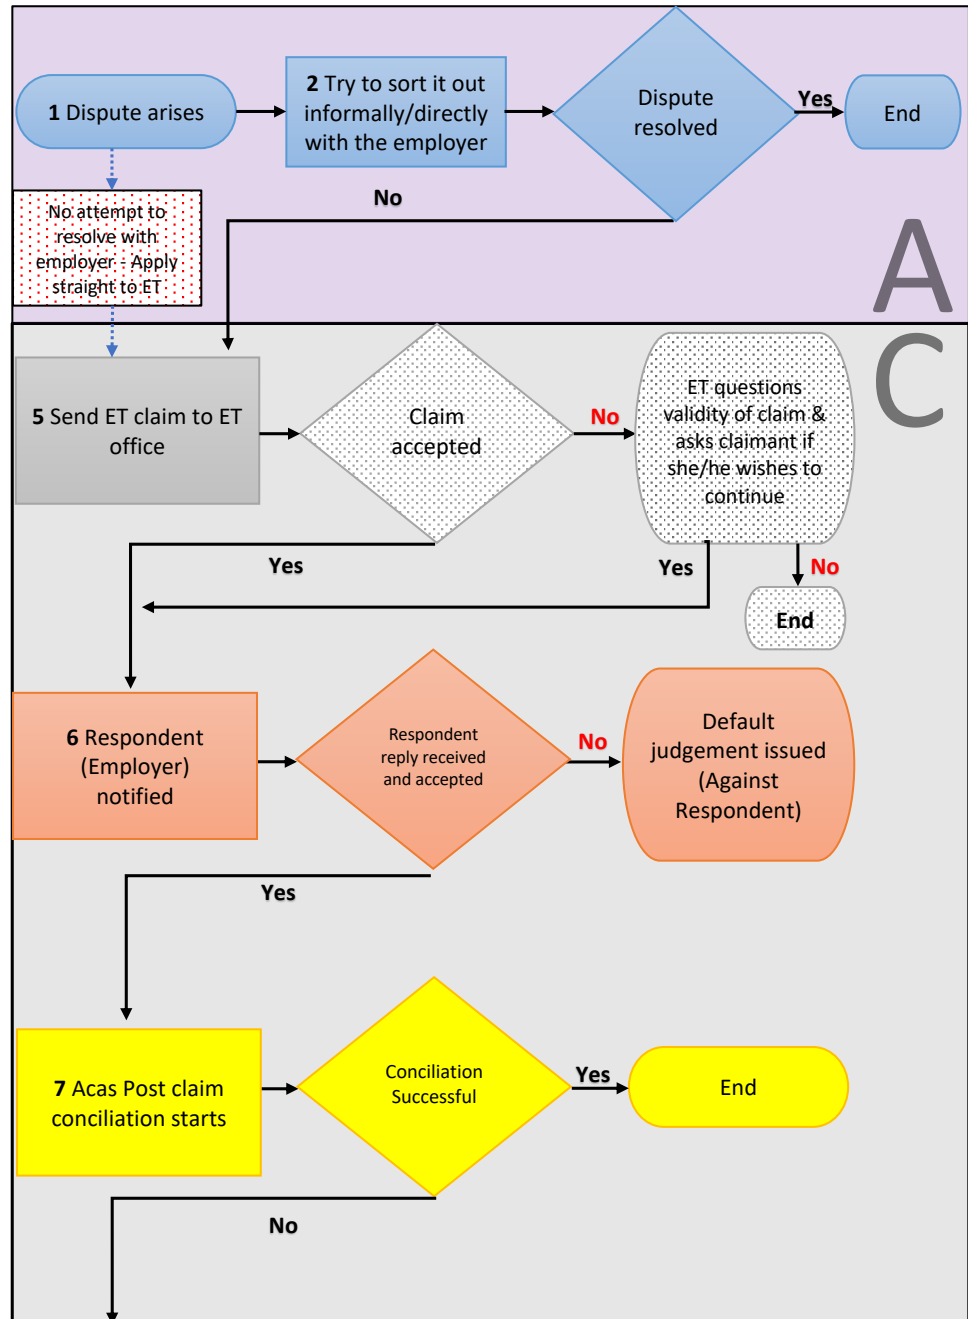 1 Dispute arises
2 Try to sort it out
informally/directly
with the employer
Dispute
resolved
Yes
End
No
No attempt to
resolve with
employer - Apply
straight to ET
A
C
5 Send ET claim to ET
office
Claim
accepted
No
ET questions
validity of claim &
asks claimant if
she/he wishes to
continue
Yes
Yes
No
End
6 Respondent
(Employer)
notified
Respondent
reply received
and accepted
No
Default
judgement issued
(Against
Respondent)
Yes
7 Acas Post claim
conciliation starts
Conciliation
Successful
Yes
End
No